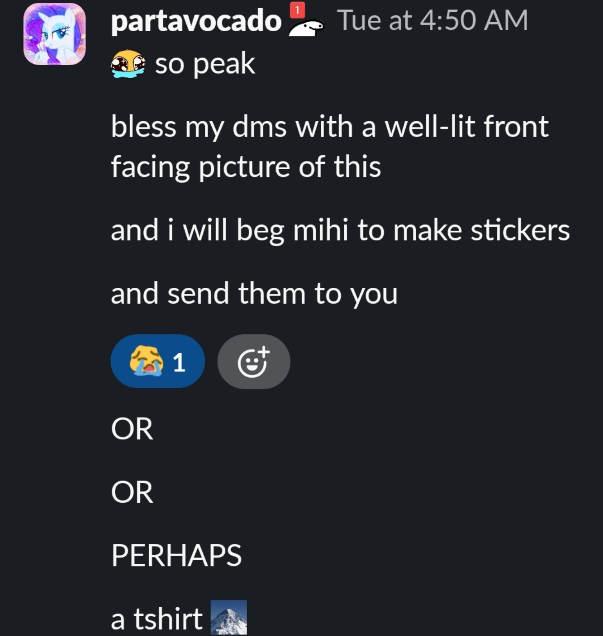 partavocado 1 Tue at 4:50 AM
so peak
bless my dms with a well-lit front
facing picture of this
and i will beg mihi to make stickers
and send them to you
1
OR
OR
PERHAPS
a tshirt